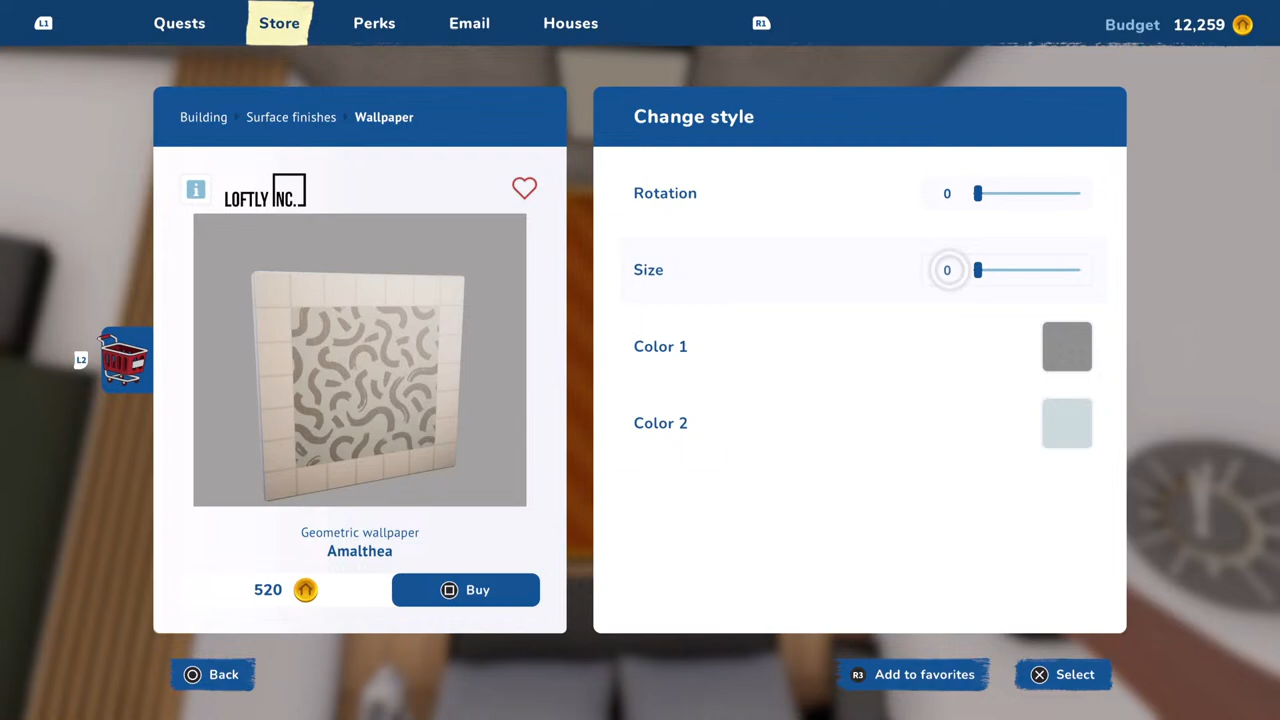 L1
Quests
Store
Perks
Email
Houses
R1
Budget 12,259
Building Surface finishes Wallpaper
LOFTLY INC.
Geometric wallpaper
Amalthea
520
Buy
L2
Change style
Rotation 0
Size 0
Color 1
Color 2
Back
R3 Add to favorites
Select